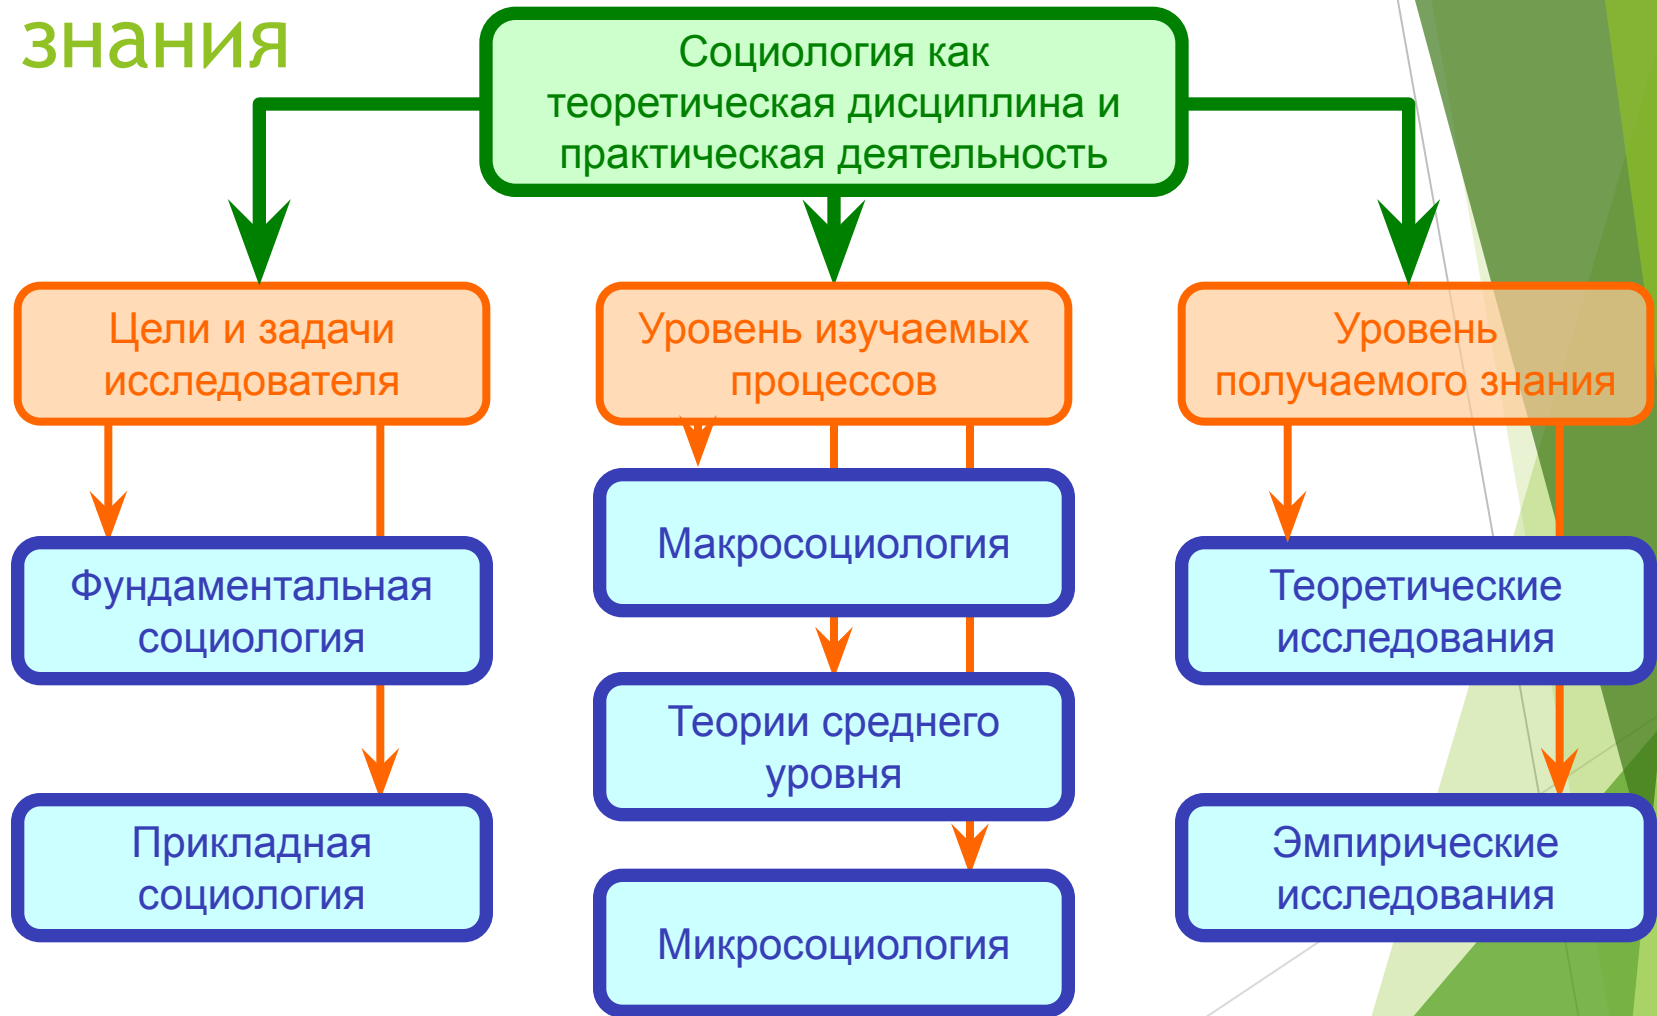 знания
Социология как
теоретическая дисциплина и
практическая деятельность
Цели и задачи
исследователя
Уровень изучаемых
процессов
Уровень
получаемого знания
Фундаментальная
социология
Прикладная
социология
Макросоциология
Теории среднего
уровня
Микросоциология
Теоретические
исследования
Эмпирические
исследования